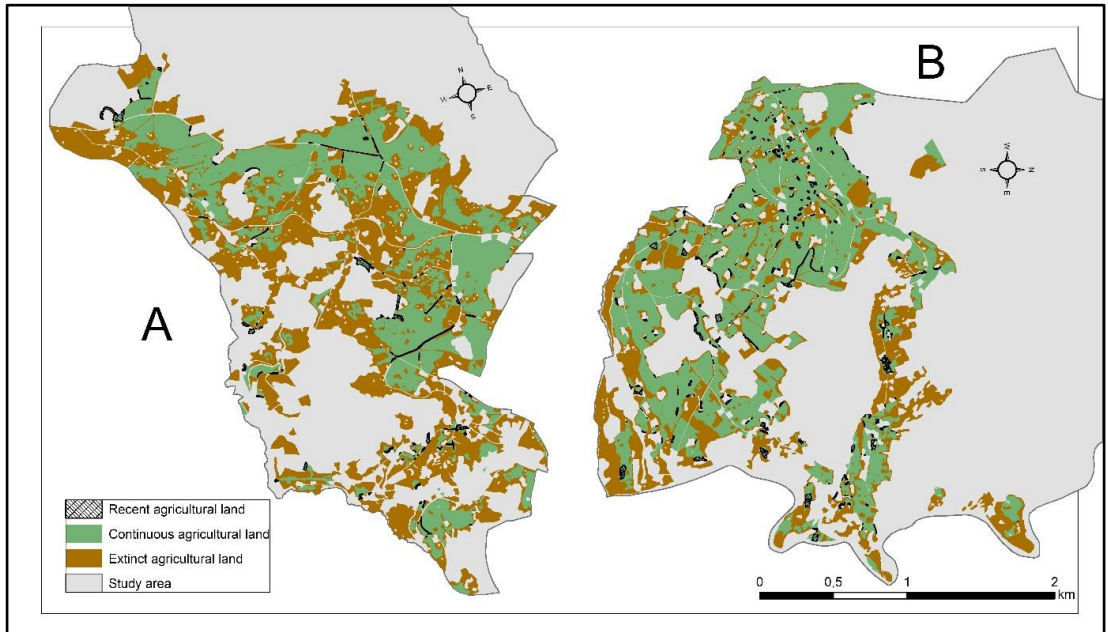 A
B
N
W E
S
W
S N
E
Recent agricultural land
Continuous agricultural land
Extinct agricultural land
Study area
0 0,5 1 2
km